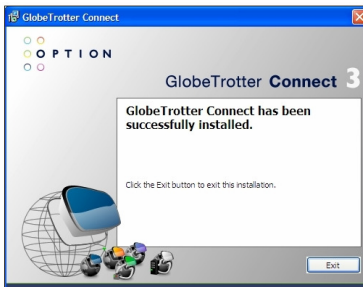 GlobeTrotter Connect
OPTION
GlobeTrotter Connect 3
GlobeTrotter Connect has been
successfully installed.
Click the Exit button to exit this installation.
Exit